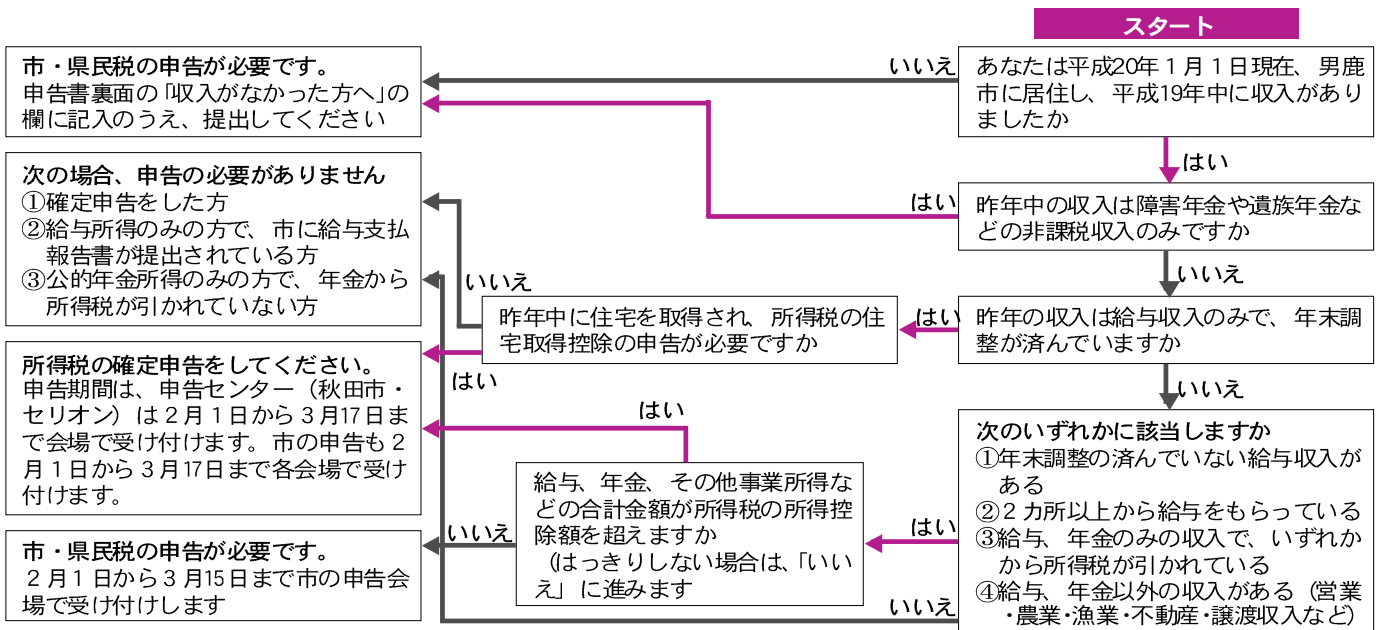 スタート
あなたは平成20年１月１日現在、男鹿
市に居住し、平成19年中に収入があり
ましたか
いいえ
はい
市・県民税の申告が必要です。
申告書裏面の「収入がなかった方へ」の
欄に記入のうえ、提出してください
昨年中の収入は障害年金や遺族年金な
どの非課税収入のみですか
はい
いいえ
次の場合、申告の必要がありません
①確定申告をした方
②給与所得のみの方で、市に給与支払
報告書が提出されている方
③公的年金所得のみの方で、年金から
所得税が引かれていない方
昨年の収入は給与収入のみで、年末調
整が済んでいますか
はい
いいえ
昨年中に住宅を取得され、所得税の住
宅取得控除の申告が必要ですか
いいえ
はい
所得税の確定申告をしてください。
申告期間は、申告センター（秋田市・
セリオン）は２月１日から３月17日ま
で会場で受け付けます。市の申告も２
月１日から３月17日まで各会場で受け
付けます。
次のいずれかに該当しますか
①年末調整の済んでいない給与収入が
ある
②２カ所以上から給与をもらっている
③給与、年金のみの収入で、いずれか
から所得税が引かれている
④給与、年金以外の収入がある（営業
・農業・漁業・不動産・譲渡収入など）
はい
いいえ
給与、年金、その他事業所得な
どの合計金額が所得税の所得控
除額を超えますか
（はっきりしない場合は、「いい
え」に進みます
はい
いいえ
市・県民税の申告が必要です。
２月１日から３月15日まで市の申告会
場で受け付けします